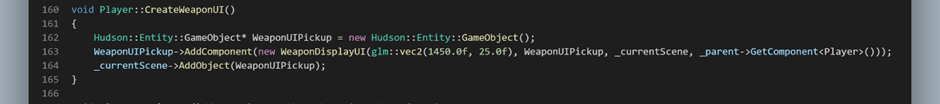 160 void Player::CreateWeaponUI()
161 {
162     Hudson::Entity::GameObject* WeaponUIPickup = new Hudson::Entity::GameObject();
163     WeaponUIPickup->AddComponent(new WeaponDisplayUI(glm::vec2(1450.0f, 25.0f), WeaponUIPickup, _currentScene, _parent->GetComponent<Player>()));
164     _currentScene->AddObject(WeaponUIPickup);
165 }
166